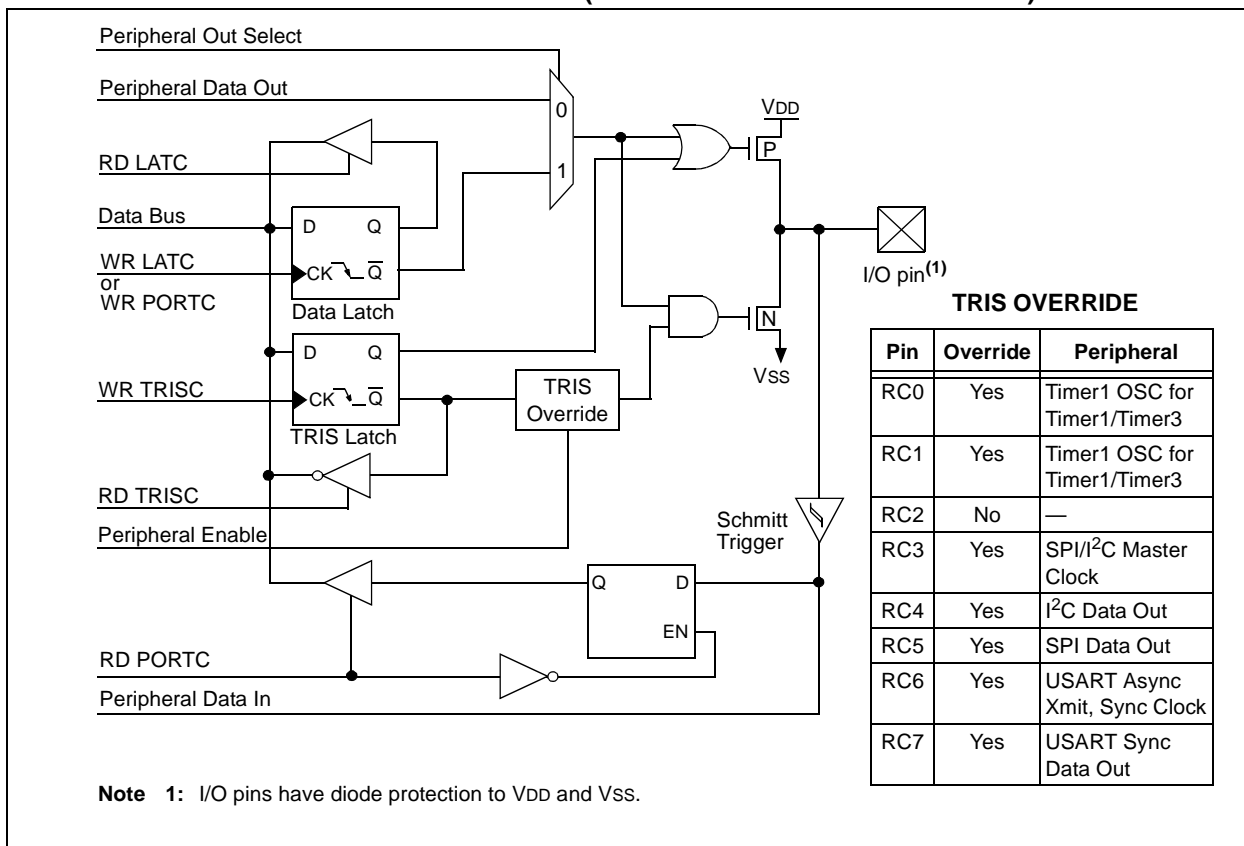 Peripheral Out Select
Peripheral Data Out
0
1
VDD
P
RD LATC
Data Bus
D Q
WR LATC
or
WR PORTC
CK Q̅
Data Latch
I/O pin(1)
D Q
WR TRISC
CK Q̅
TRIS Latch
TRIS
Override
N
VSS
RD TRISC
Peripheral Enable
Schmitt
Trigger
Q D
EN
RD PORTC
Peripheral Data In
TRIS OVERRIDE
Pin Override Peripheral
RC0 Yes Timer1 OSC for
Timer1/Timer3
RC1 Yes Timer1 OSC for
Timer1/Timer3
RC2 No —
RC3 Yes SPI/I2C Master
Clock
RC4 Yes I2C Data Out
RC5 Yes SPI Data Out
RC6 Yes USART Async
Xmit, Sync Clock
RC7 Yes USART Sync
Data Out
Note 1: I/O pins have diode protection to VDD and VSS.